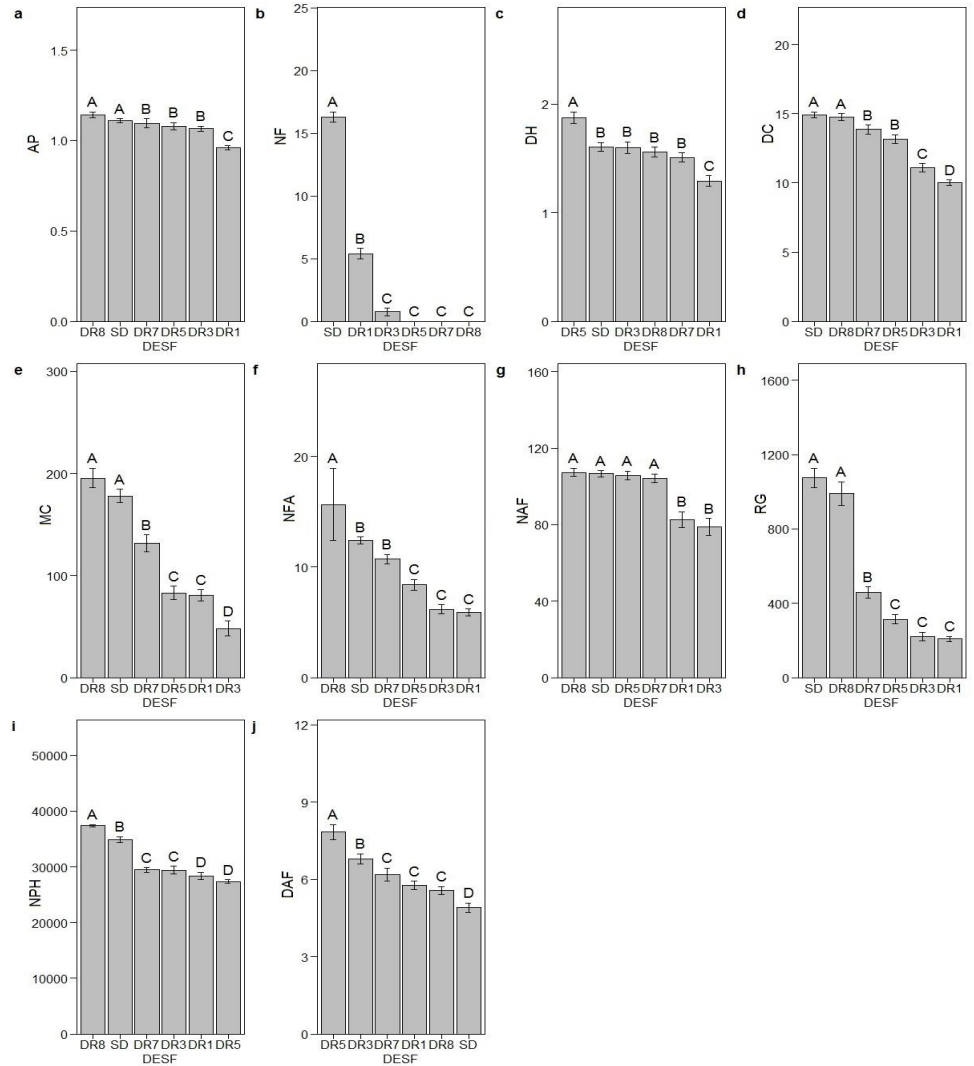 a
1.5
1.0
0.5
0.0
AP
A A B B B C
DR8 SD DR7 DR5 DR3 DR1
DESF
b
25
20
15
10
5
0
NF
A B C C C C
SD DR1 DR3 DR5 DR7 DR8
DESF
c
2
1
0
DH
A B B B B C
DR5 SD DR3 DR8 DR7 DR1
DESF
d
20
15
10
5
0
DC
A A B B C D
SD DR8 DR7 DR5 DR3 DR1
DESF
e
300
200
100
0
MC
A A B C C D
DR8 SD DR7 DR5 DR1 DR3
DESF
f
20
10
0
NFA
A B B C C C
DR8 SD DR7 DR5 DR3 DR1
DESF
g
160
120
80
40
0
NAF
A A A A B B
DR8 SD DR5 DR7 DR1 DR3
DESF
h
1600
1200
800
400
0
RG
A A B C C C
SD DR8 DR7 DR5 DR3 DR1
DESF
i
50000
40000
30000
20000
10000
0
NPH
A B C C D D
DR8 SD DR7 DR3 DR1 DR5
DESF
j
12
9
6
3
0
DAF
A B C C C D
DR5 DR3 DR7 DR1 DR8 SD
DESF